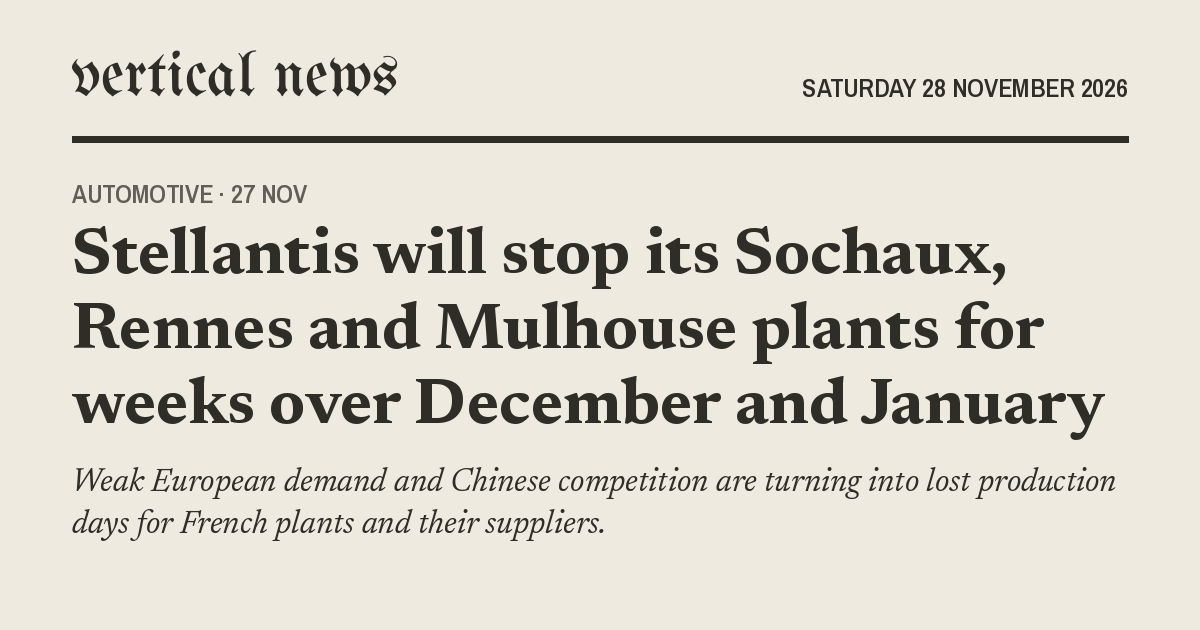 vertical news
SATURDAY 28 NOVEMBER 2026
AUTOMOTIVE · 27 NOV
Stellantis will stop its Sochaux,
Rennes and Mulhouse plants for
weeks over December and January
Weak European demand and Chinese competition are turning into lost production
days for French plants and their suppliers.